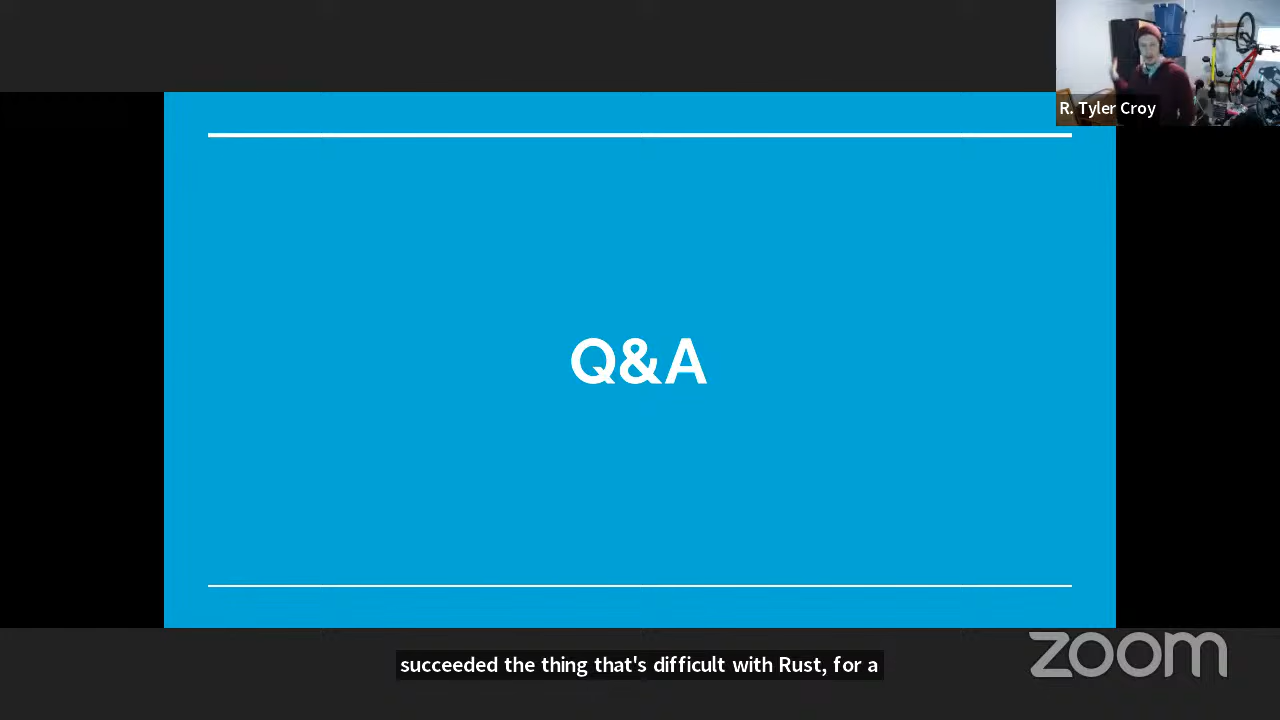 R. Tyler Croy
Q&A
succeeded the thing that's difficult with Rust, for a
zoom